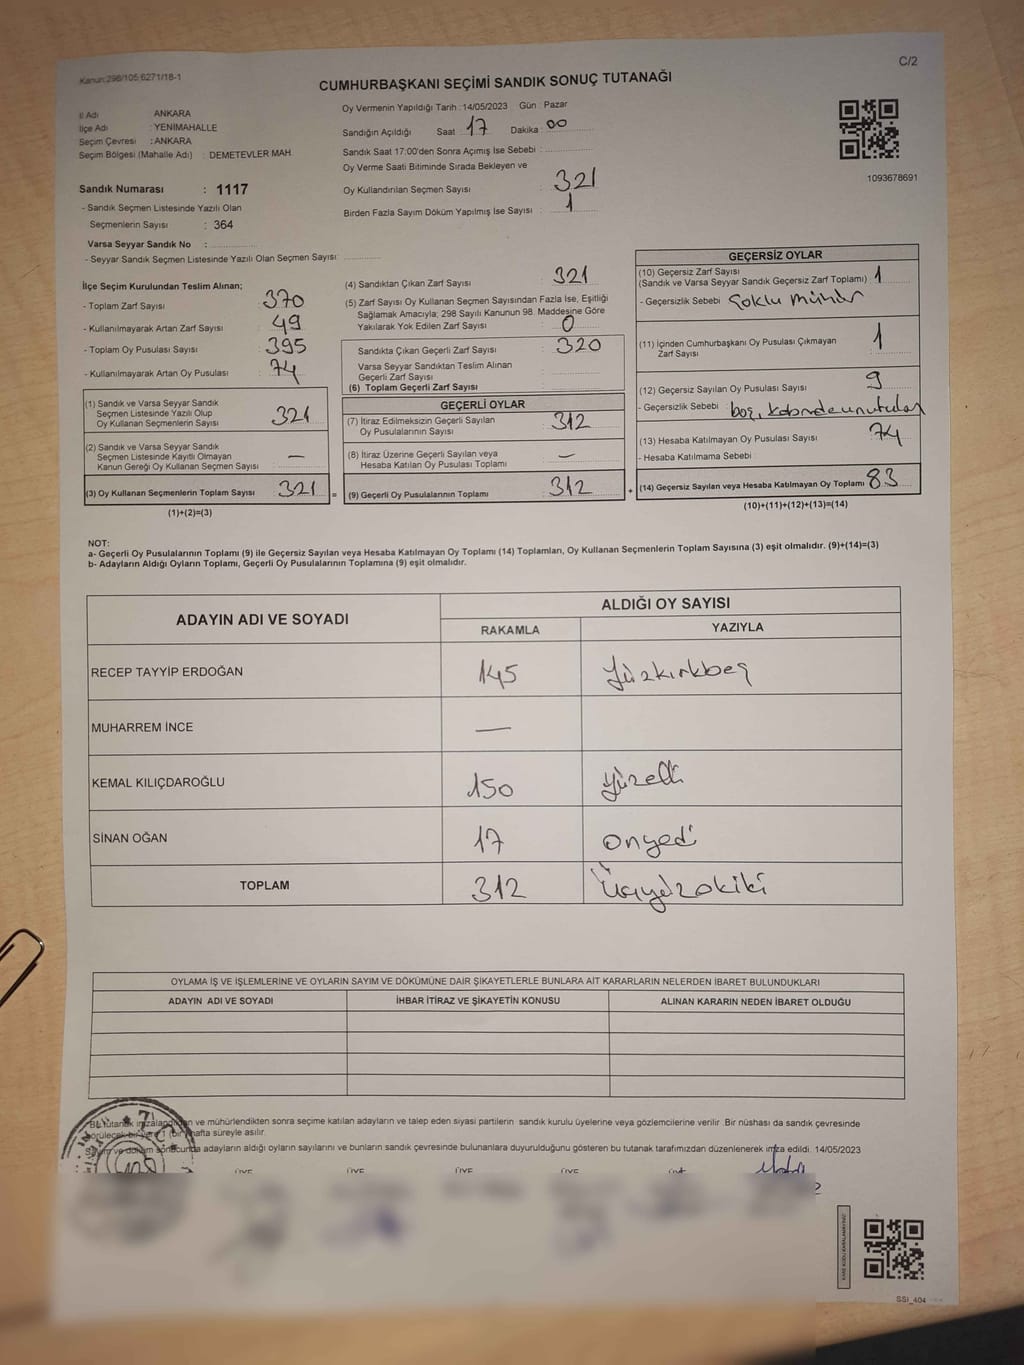 Kanun:298/105:6271/18-1
C/2
CUMHURBAŞKANI SEÇİMİ SANDIK SONUÇ TUTANAĞI
İl Adı ANKARA
İlçe Adı : YENİMAHALLE
Seçim Çevresi : ANKARA
Seçim Bölgesi (Mahalle Adı) : DEMETEVLER MAH
Sandık Numarası : 1117
- Sandık Seçmen Listesinde Yazılı Olan
Seçmenlerin Sayısı : 364
Varsa Seyyar Sandık No :
- Seyyar Sandık Seçmen Listesinde Yazılı Olan Seçmen Sayısı:
Oy Vermenin Yapıldığı Tarih : 14/05/2023 Gün : Pazar
Sandığın Açıldığı Saat : 17 Dakika : 00
Sandık Saat 17:00'den Sonra Açımış İse Sebebi :
Oy Verme Saati Bitiminde Sırada Bekleyen ve
Oy Kullandırılan Seçmen Sayısı : 321
Birden Fazla Sayım Döküm Yapılmış İse Sayısı : 1
1093678691
İlçe Seçim Kurulundan Teslim Alınan;
- Toplam Zarf Sayısı : 370
- Kullanılmayarak Artan Zarf Sayısı : 49
- Toplam Oy Pusulası Sayısı : 395
- Kullanılmayarak Artan Oy Pusulası : 74
(1) Sandık ve Varsa Seyyar Sandık
Seçmen Listesinde Yazılı Olup
Oy Kullanan Seçmenlerin Sayısı : 321
(2) Sandık ve Varsa Seyyar Sandık
Seçmen Listesinde Kayıtlı Olmayan
Kanun Gereği Oy Kullanan Seçmen Sayısı : —
(3) Oy Kullanan Seçmenlerin Toplam Sayısı : 321 =
(1)+(2)=(3)
(4) Sandıktan Çıkan Zarf Sayısı : 321
(5) Zarf Sayısı Oy Kullanan Seçmen Sayısından Fazla İse, Eşitliği
Sağlamak Amacıyla; 298 Sayılı Kanunun 98. Maddesine Göre
Yakılarak Yok Edilen Zarf Sayısı : 0
Sandıkta Çıkan Geçerli Zarf Sayısı : 320
Varsa Seyyar Sandıktan Teslim Alınan
Geçerli Zarf Sayısı
(6) Toplam Geçerli Zarf Sayısı :
GEÇERLİ OYLAR
(7) İtiraz Edilmeksizin Geçerli Sayılan
Oy Pusulalarının Sayısı : 312
(8) İtiraz Üzerine Geçerli Sayılan veya
Hesaba Katılan Oy Pusulası Toplamı : —
(9) Geçerli Oy Pusulalarının Toplamı : 312 +
GEÇERSİZ OYLAR
(10) Geçersiz Zarf Sayısı
(Sandık ve Varsa Seyyar Sandık Geçersiz Zarf Toplamı) : 1
- Geçersizlik Sebebi : Çoklu Mühür
(11) İçinden Cumhurbaşkanı Oy Pusulası Çıkmayan
Zarf Sayısı : 1
(12) Geçersiz Sayılan Oy Pusulası Sayısı : 9
- Geçersizlik Sebebi : boş, kabinde unutulan
(13) Hesaba Katılmayan Oy Pusulası Sayısı : 74
- Hesaba Katılmama Sebebi
(14) Geçersiz Sayılan veya Hesaba Katılmayan Oy Toplamı : 83
(10)+(11)+(12)+(13)=(14)
NOT:
a- Geçerli Oy Pusulalarının Toplamı (9) ile Geçersiz Sayılan veya Hesaba Katılmayan Oy Toplamı (14) Toplamları, Oy Kullanan Seçmenlerin Toplam Sayısına (3) eşit olmalıdır. (9)+(14)=(3)
b- Adayların Aldığı Oyların Toplamı, Geçerli Oy Pusulalarının Toplamına (9) eşit olmalıdır.
ADAYIN ADI VE SOYADI
ALDIĞI OY SAYISI
RAKAMLA YAZIYLA
RECEP TAYYİP ERDOĞAN 145 Yüzkırkbeş
MUHARREM İNCE —
KEMAL KILIÇDAROĞLU 150 Yüzelli
SİNAN OĞAN 17 onyedi
TOPLAM 312 Üçyüzoniki
OYLAMA İŞ VE İŞLEMLERİNE VE OYLARIN SAYIM VE DÖKÜMÜNE DAİR ŞİKAYETLERLE BUNLARA AİT KARARLARIN NELERDEN İBARET BULUNDUKLARI
ADAYIN ADI VE SOYADI İHBAR İTİRAZ VE ŞİKAYETİN KONUSU ALINAN KARARIN NEDEN İBARET OLDUĞU
Bu tutanak imzalandıktan ve mühürlendikten sonra seçime katılan adayların ve talep eden siyasi partilerin sandık kurulu üyelerine veya gözlemcilerine verilir. Bir nüshası da sandık çevresinde
görülecek bir yere 1 (bir) hafta süreyle asılır.
Sayım ve döküm sonucunda adayların aldığı oyların sayılarını ve bunların sandık çevresinde bulunanlara duyurulduğunu gösteren bu tutanak tarafımızdan düzenlenerek imza edildi. 14/05/2023
SSI_404